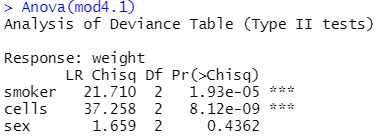 > Anova(mod4.1)
Analysis of Deviance Table (Type II tests)
Response: weight
LR Chisq Df Pr(>Chisq)
smoker 21.710 2 1.93e-05 ***
cells 37.258 2 8.12e-09 ***
sex 1.659 2 0.4362